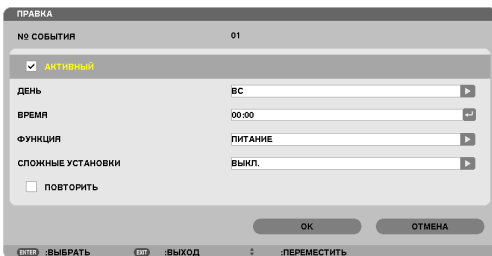 ПРАВКА
№ СОБЫТИЯ 01
АКТИВНЫЙ
ДЕНЬ ВС
ВРЕМЯ 00:00
ФУНКЦИЯ ПИТАНИЕ
СЛОЖНЫЕ УСТАНОВКИ ВЫКЛ.
ПОВТОРИТЬ
ОК ОТМЕНА
ENTER :ВЫБРАТЬ EXIT :ВЫХОД :ПЕРЕМЕСТИТЬ